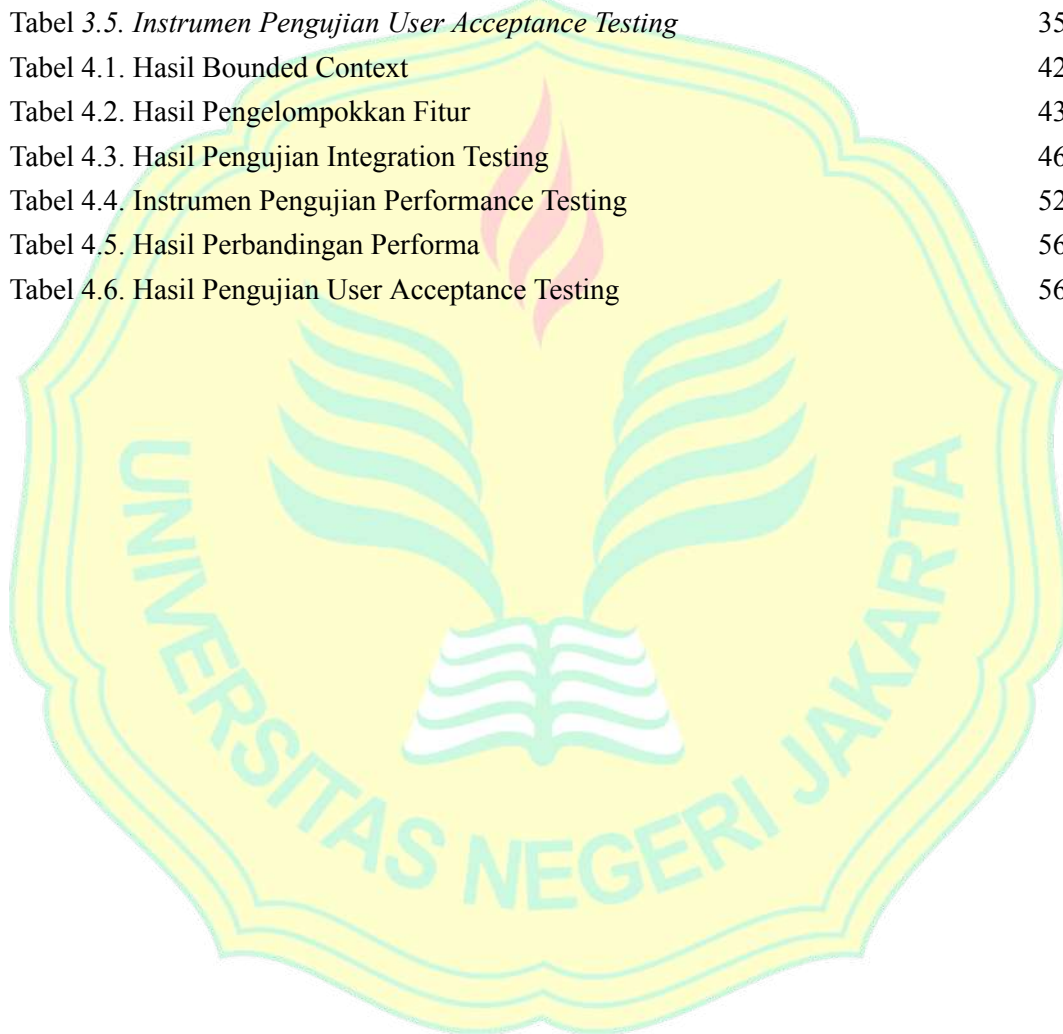 Tabel 3.5. Instrumen Pengujian User Acceptance Testing 35
Tabel 4.1. Hasil Bounded Context 42
Tabel 4.2. Hasil Pengelompokkan Fitur 43
Tabel 4.3. Hasil Pengujian Integration Testing 46
Tabel 4.4. Instrumen Pengujian Performance Testing 52
Tabel 4.5. Hasil Perbandingan Performa 56
Tabel 4.6. Hasil Pengujian User Acceptance Testing 56
UNIVERSITAS NEGERI JAKARTA